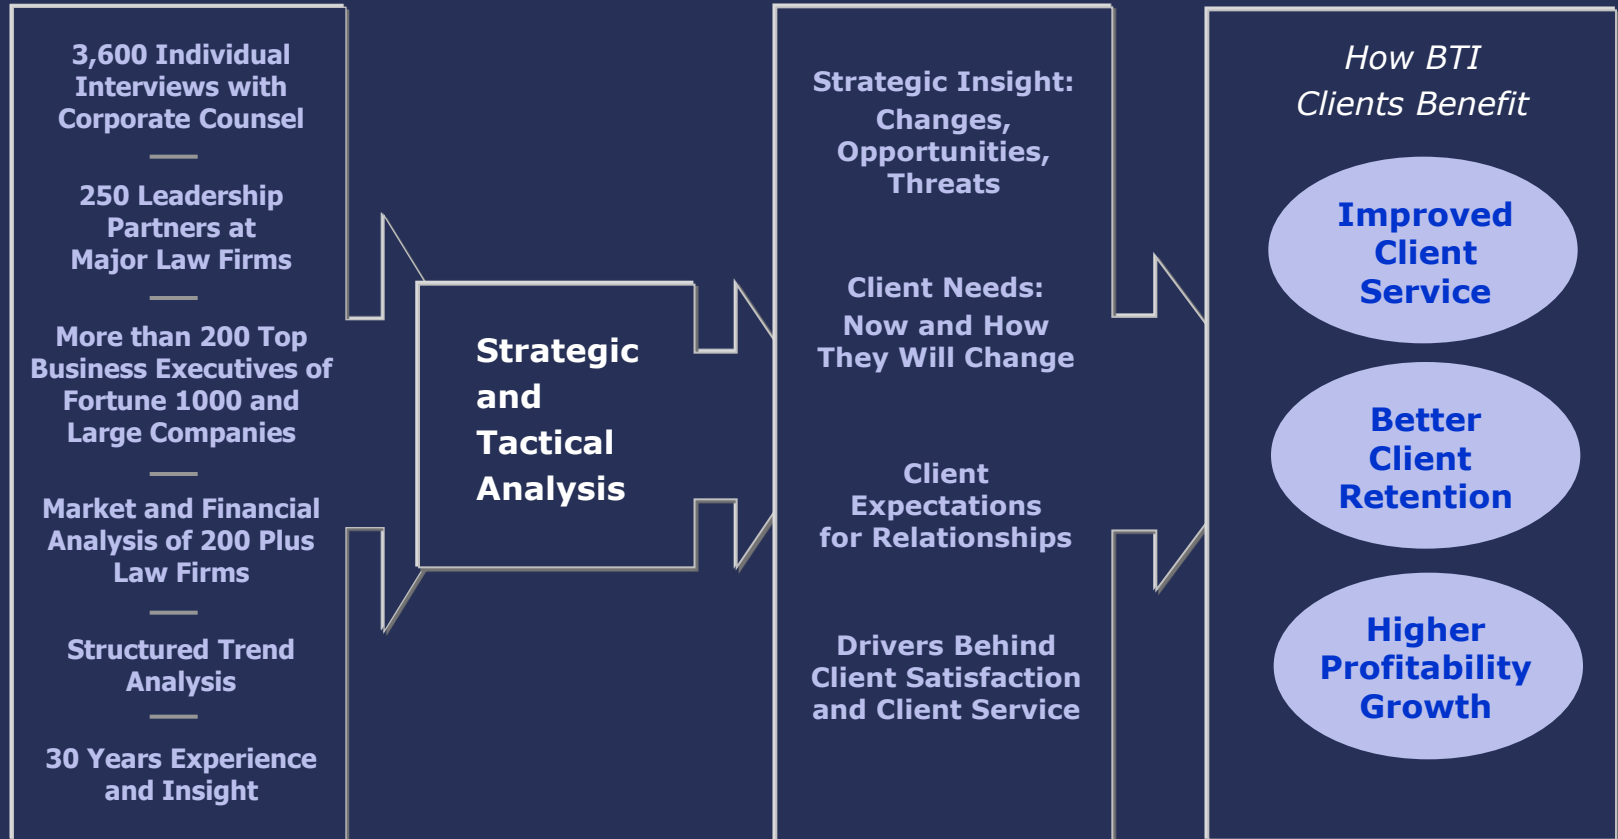 3,600 Individual
Interviews with
Corporate Counsel
250 Leadership
Partners at
Major Law Firms
More than 200 Top
Business Executives of
Fortune 1000 and
Large Companies
Market and Financial
Analysis of 200 Plus
Law Firms
Structured Trend
Analysis
30 Years Experience
and Insight
Strategic
and
Tactical
Analysis
Strategic Insight:
Changes,
Opportunities,
Threats
Client Needs:
Now and How
They Will Change
Client
Expectations
for Relationships
Drivers Behind
Client Satisfaction
and Client Service
How BTI
Clients Benefit
Improved
Client
Service
Better
Client
Retention
Higher
Profitability
Growth